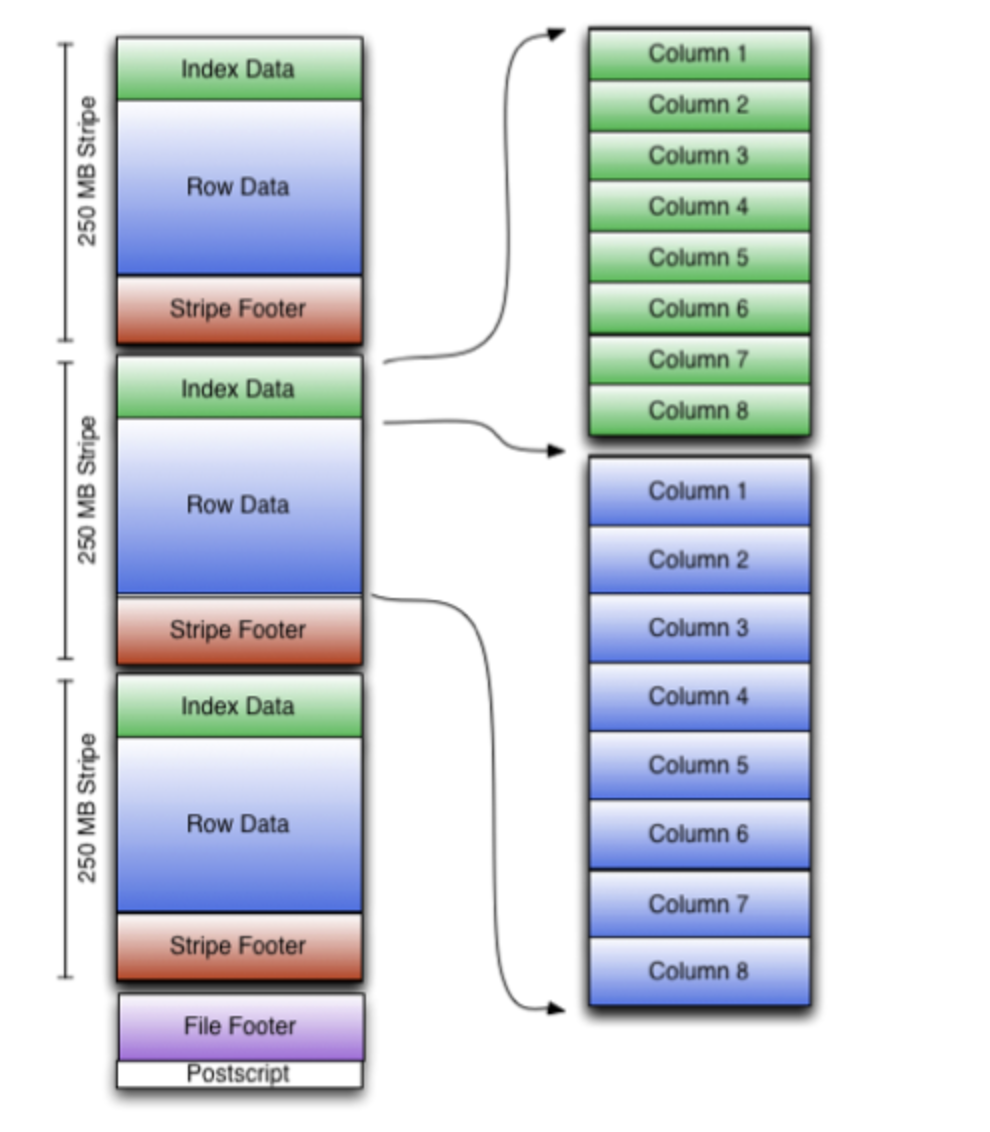 250 MB Stripe
Index Data
Row Data
Stripe Footer
250 MB Stripe
Index Data
Row Data
Stripe Footer
250 MB Stripe
Index Data
Row Data
Stripe Footer
File Footer
Postscript
Column 1
Column 2
Column 3
Column 4
Column 5
Column 6
Column 7
Column 8
Column 1
Column 2
Column 3
Column 4
Column 5
Column 6
Column 7
Column 8